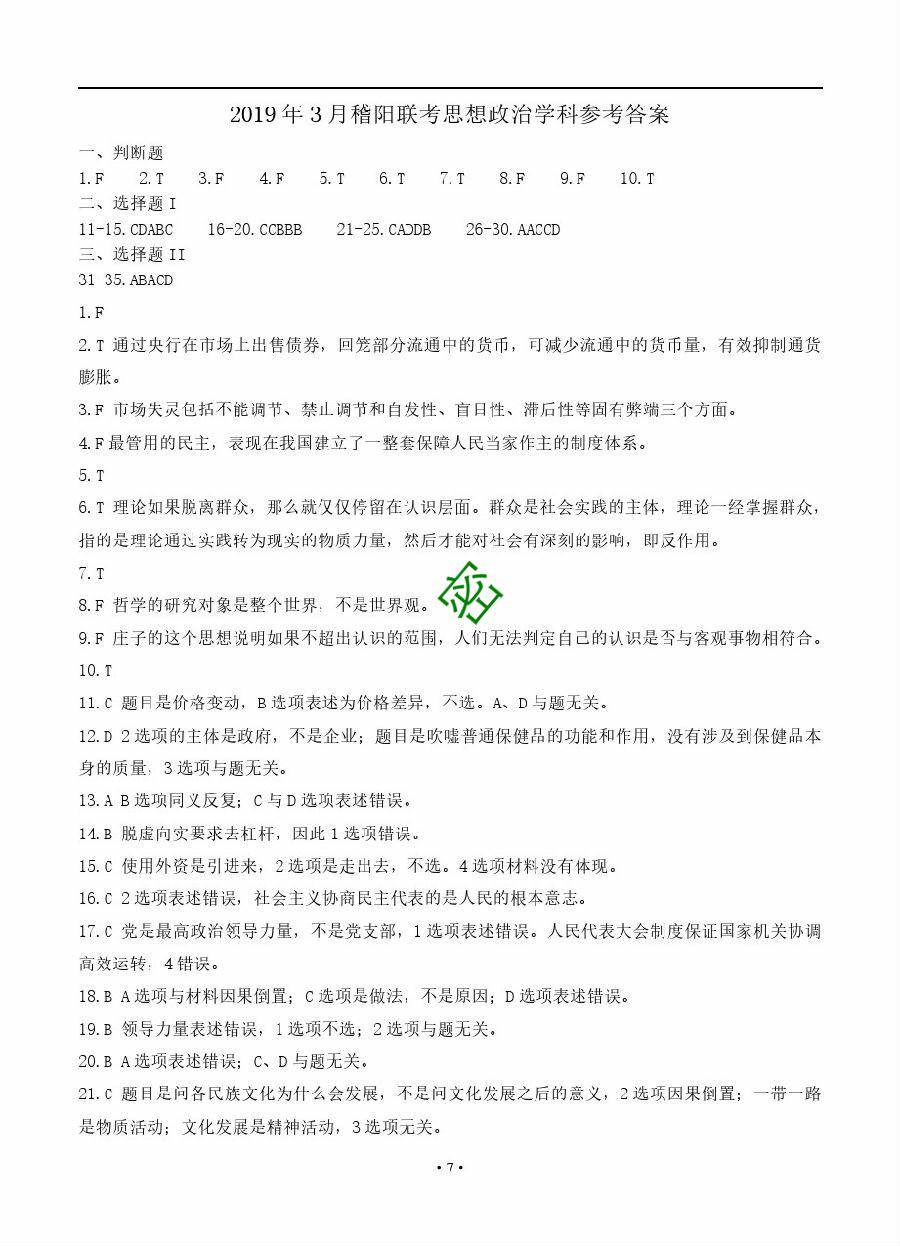 2019 年 3 月稽阳联考思想政治学科参考答案
一、判断题
1.F 2.T 3.F 4.F 5.T 6.T 7.T 8.F 9.F 10.T
二、选择题 I
11-15.CDABC 16-20.CCBBB 21-25.CADDB 26-30.AACCD
三、选择题 II
31 35.ABACD
1.F
2.T 通过央行在市场上出售债券，回笼部分流通中的货币，可减少流通中的货币量，有效抑制通货
膨胀。
3.F 市场失灵包括不能调节、禁止调节和自发性、盲目性、滞后性等固有弊端三个方面。
4.F 最管用的民主，表现在我国建立了一整套保障人民当家作主的制度体系。
5.T
6.T 理论如果脱离群众，那么就仅仅停留在认识层面。群众是社会实践的主体，理论一经掌握群众，
指的是理论通过实践转为现实的物质力量，然后才能对社会有深刻的影响，即反作用。
7.T
8.F 哲学的研究对象是整个世界，不是世界观。
9.F 庄子的这个思想说明如果不超出认识的范围，人们无法判定自己的认识是否与客观事物相符合。
10.T
11.C 题目是价格变动，B 选项表述为价格差异，不选。A、D 与题无关。
12.D 2 选项的主体是政府，不是企业；题目是吹嘘普通保健品的功能和作用，没有涉及到保健品本
身的质量，3 选项与题无关。
13.A B 选项同义反复；C 与 D 选项表述错误。
14.B 脱虚向实要求去杠杆，因此 1 选项错误。
15.C 使用外资是引进来，2 选项是走出去，不选。4 选项材料没有体现。
16.C 2 选项表述错误，社会主义协商民主代表的是人民的根本意志。
17.C 党是最高政治领导力量，不是党支部，1 选项表述错误。人民代表大会制度保证国家机关协调
高效运转，4 错误。
18.B A 选项与材料因果倒置；C 选项是做法，不是原因；D 选项表述错误。
19.B 领导力量表述错误，1 选项不选；2 选项与题无关。
20.B A 选项表述错误；C、D 与题无关。
21.C 题目是问各民族文化为什么会发展，不是问文化发展之后的意义，2 选项因果倒置；一带一路
是物质活动；文化发展是精神活动，3 选项无关。
•7•